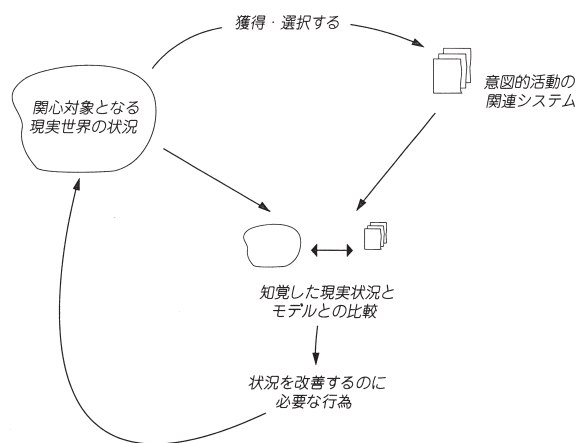 獲得・選択する
関心対象となる
現実世界の状況
意図的活動の
関連システム
知覚した現実状況と
モデルとの比較
状況を改善するのに
必要な行為